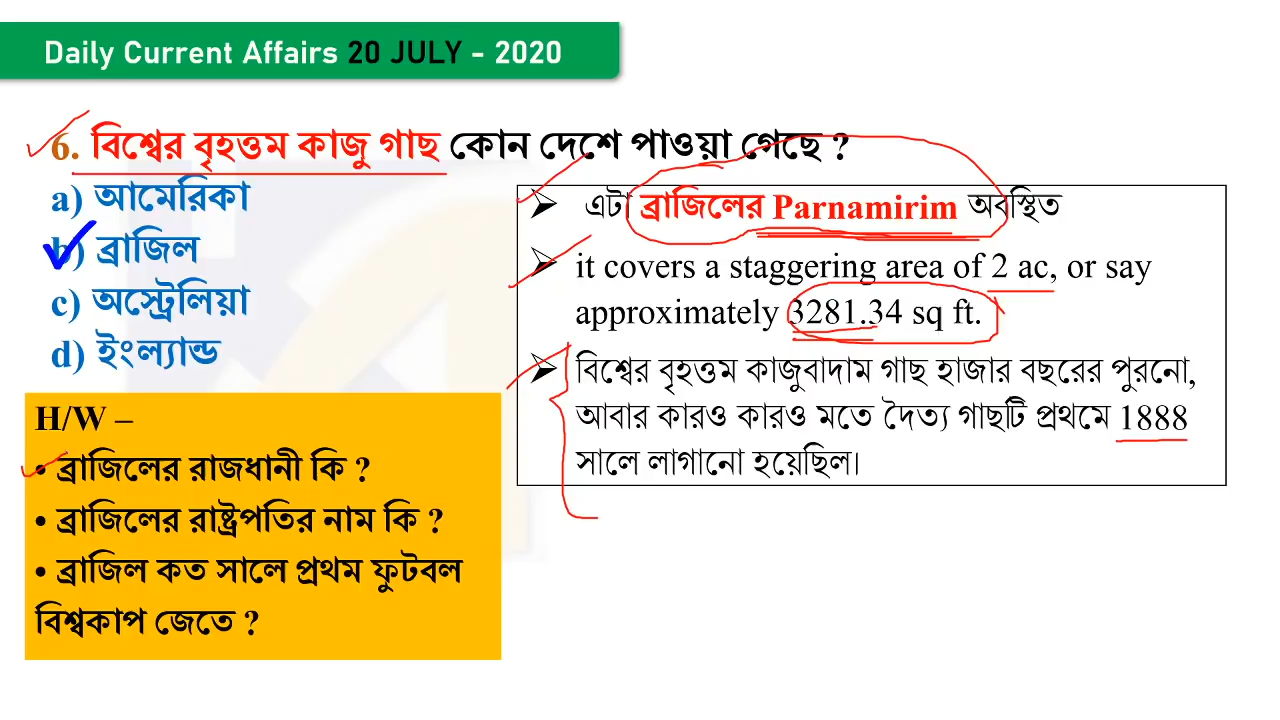 Daily Current Affairs 20 JULY - 2020
6. বিশ্বের বৃহত্তম কাজু গাছ কোন দেশে পাওয়া গেছে ?
a) আমেরিকা
b) ব্রাজিল
c) অস্ট্রেলিয়া
d) ইংল্যান্ড
➢ এটা ব্রাজিলের Parnamirim অবস্থিত
➢ it covers a staggering area of 2 ac, or say
approximately 3281.34 sq ft.
➢ বিশ্বের বৃহত্তম কাজুবাদাম গাছ হাজার বছরের পুরনো,
আবার কারও কারও মতে দৈত্য গাছটি প্রথমে 1888
সালে লাগানো হয়েছিল।
H/W –
• ব্রাজিলের রাজধানী কি ?
• ব্রাজিলের রাষ্ট্রপতির নাম কি ?
• ব্রাজিল কত সালে প্রথম ফুটবল
বিশ্বকাপ জেতে ?